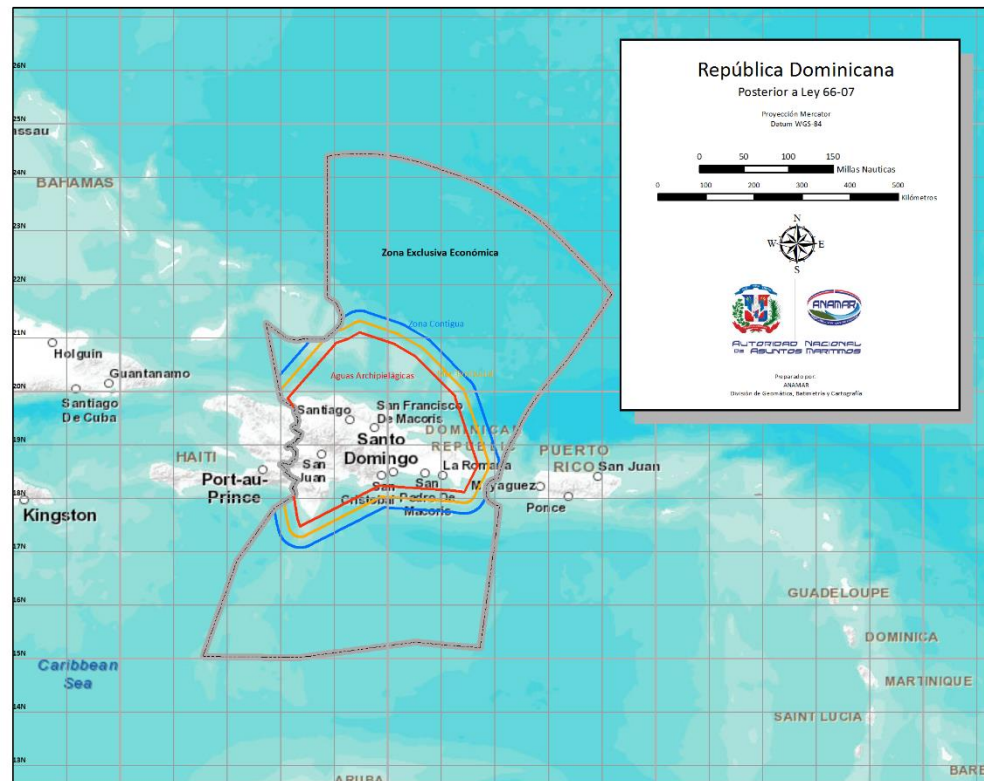 26N
25N
24N
23N
22N
21N
20N
19N
18N
17N
16N
15N
14N
13N
assau
BAHAMAS
Holguin
Guantanamo
Santiago
De Cuba
HAITI
Port-au-
Prince
Kingston
Caribbean
Sea
ARUBA
Zona Exclusiva Económica
Zona Contigua
Aguas Archipielágicas
Santiago
San Francisco
De Macoris
Santo
Domingo
DOMINICAN
REPUBLIC
San
Juan
La Romana
San
Cristobal
San
Pedro De
Macoris
Mayaguez
PUERTO
RICO
San Juan
Ponce
GUADELOUPE
DOMINICA
MARTINIQUE
SAINT LUCIA
BARB
República Dominicana
Posterior a Ley 66-07
Proyección Mercator
Datum WGS-84
0 50 100 150
Millas Nauticas
0 100 200 300 400 500
Kilómetros
N
W E
S
ANAMAR
Autoridad Nacional
de Asuntos Marítimos
Preparado por:
ANAMAR
División de Geomática, Batimetría y Cartografía